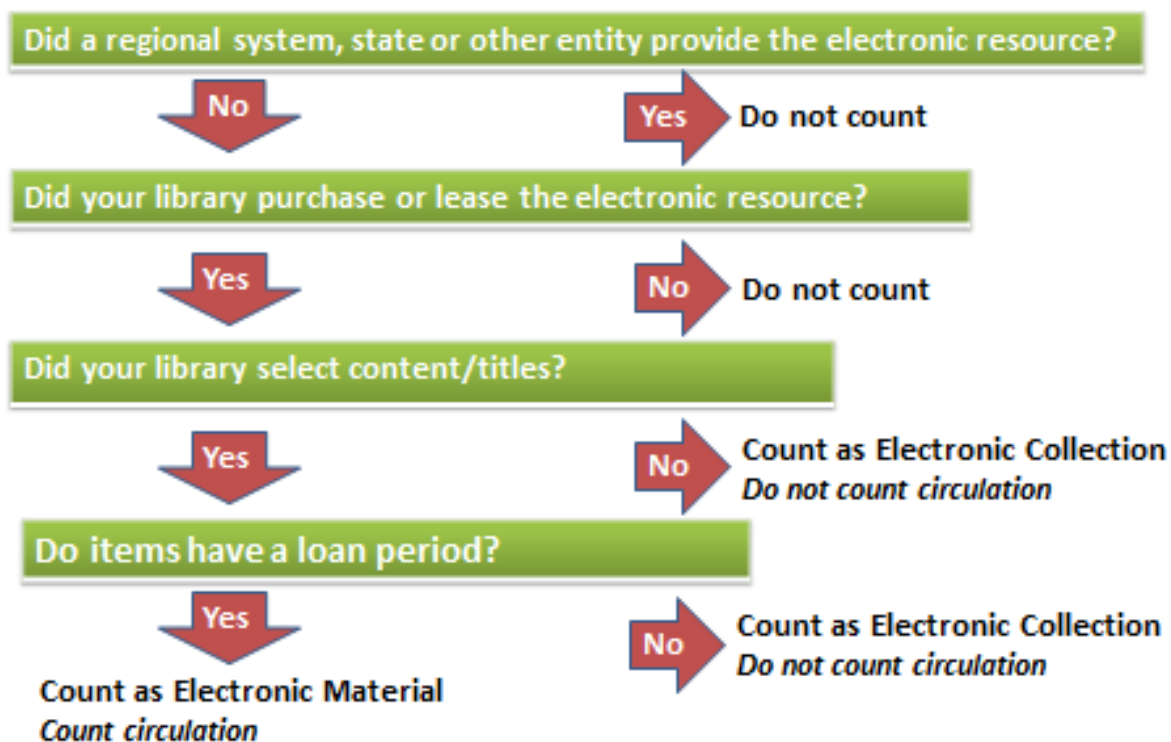 Did a regional system, state or other entity provide the electronic resource?
No
Yes
Do not count
Did your library purchase or lease the electronic resource?
Yes
No
Do not count
Did your library select content/titles?
Yes
No
Count as Electronic Collection
Do not count circulation
Do items have a loan period?
Yes
No
Count as Electronic Collection
Do not count circulation
Count as Electronic Material
Count circulation